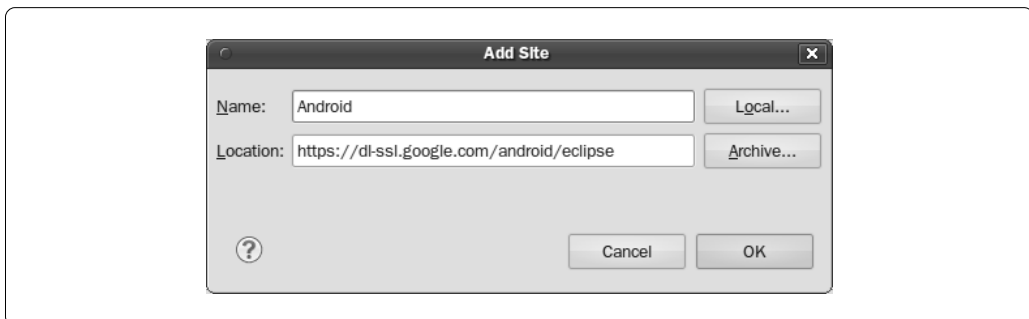 Add Site
Name: Android Local...
Location: https://dl-ssl.google.com/android/eclipse Archive...
? Cancel OK